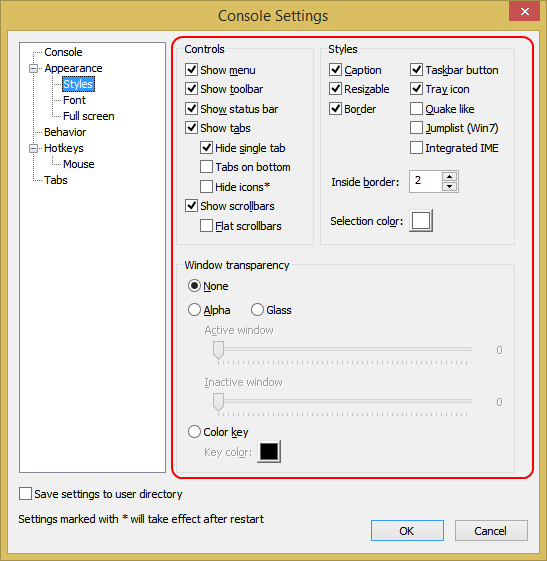 Console Settings
Console
Appearance
Styles
Font
Full screen
Behavior
Hotkeys
Mouse
Tabs
Controls
Show menu
Show toolbar
Show status bar
Show tabs
Hide single tab
Tabs on bottom
Hide icons*
Show scrollbars
Flat scrollbars
Styles
Caption
Taskbar button
Resizable
Tray icon
Border
Quake like
Jumplist (Win7)
Integrated IME
Inside border: 2
Selection color:
Window transparency
None
Alpha
Glass
Active window
0
Inactive window
0
Color key
Key color:
Save settings to user directory
Settings marked with * will take effect after restart
OK
Cancel